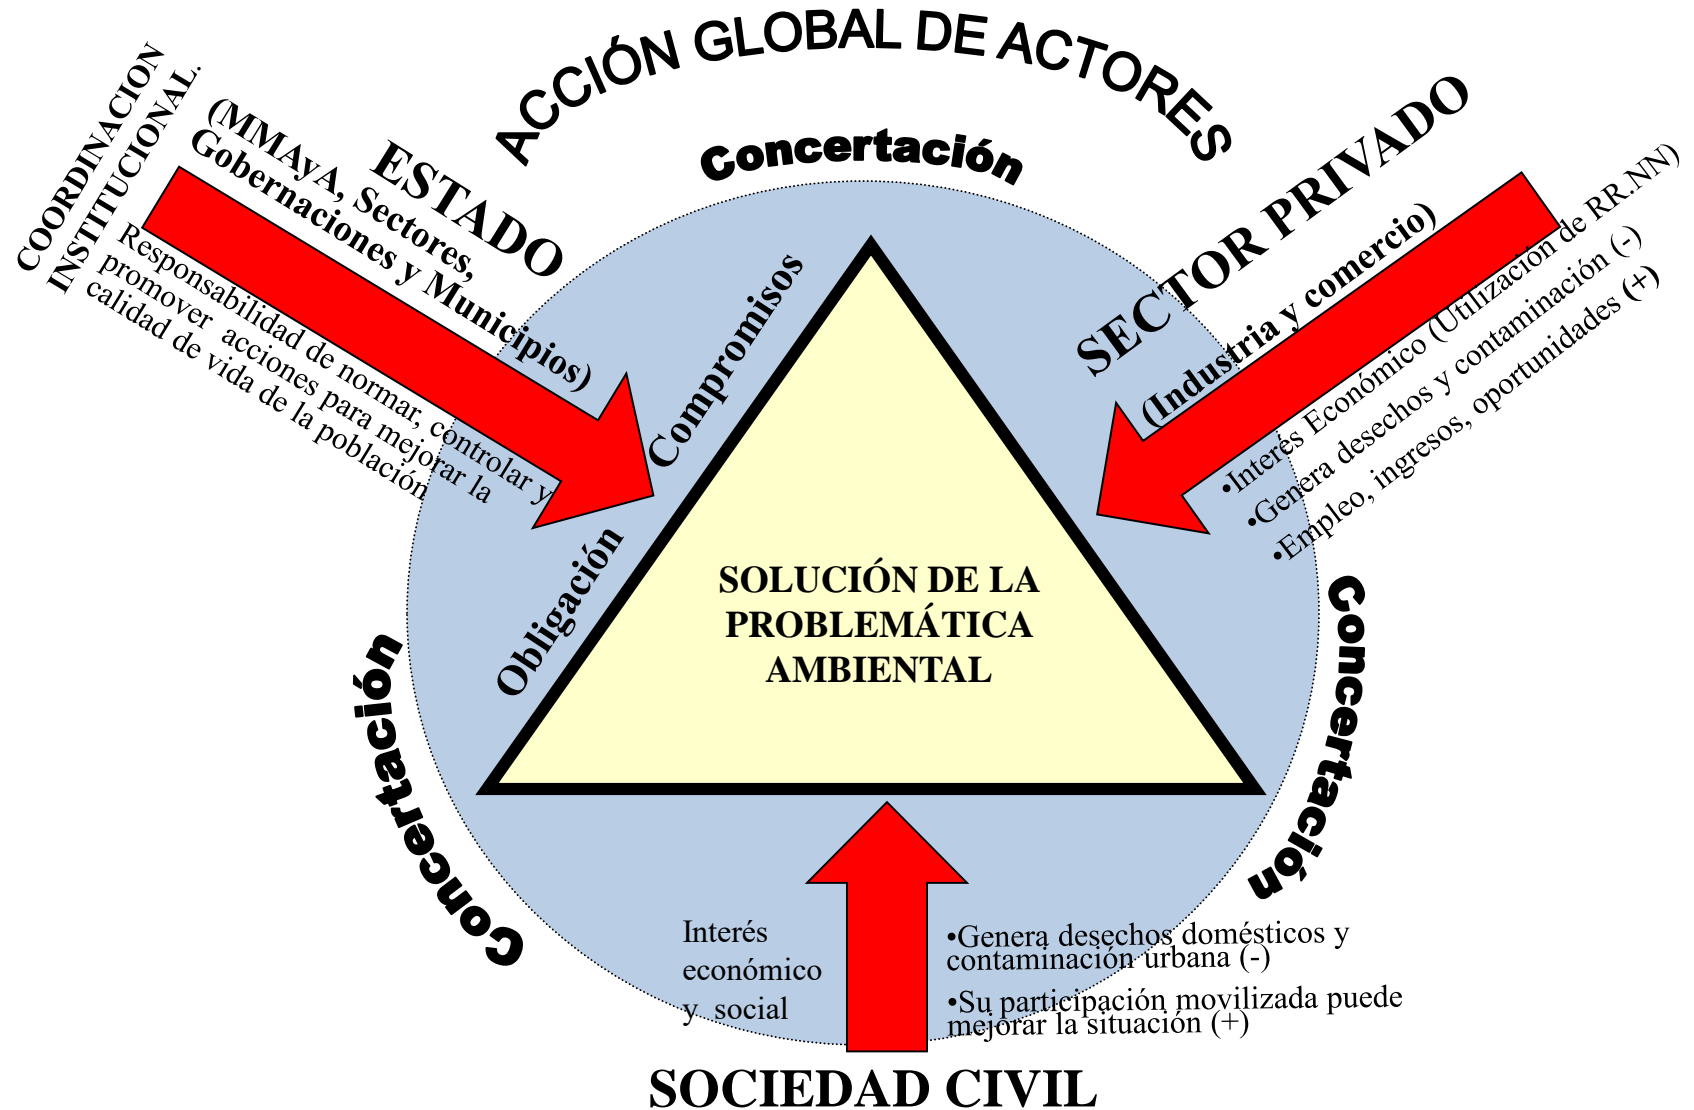 ACCIÓN GLOBAL DE ACTORES
Concertación
COORDINACION
INSTITUCIONAL.
ESTADO
(MMAyA, Sectores,
Gobernaciones y Municipios)
Responsabilidad de normar, controlar y
promover acciones para mejorar la
calidad de vida de la población
SECTOR PRIVADO
(Industria y comercio)
•Interés Económico (Utilización de RR.NN)
•Genera desechos y contaminación (-)
•Empleo, ingresos, oportunidades (+)
Compromisos
Obligación
SOLUCIÓN DE LA
PROBLEMÁTICA
AMBIENTAL
Concertación
Concertación
Interés
económico
y social
•Genera desechos domésticos y
contaminación urbana (-)
•Su participación movilizada puede
mejorar la situación (+)
SOCIEDAD CIVIL